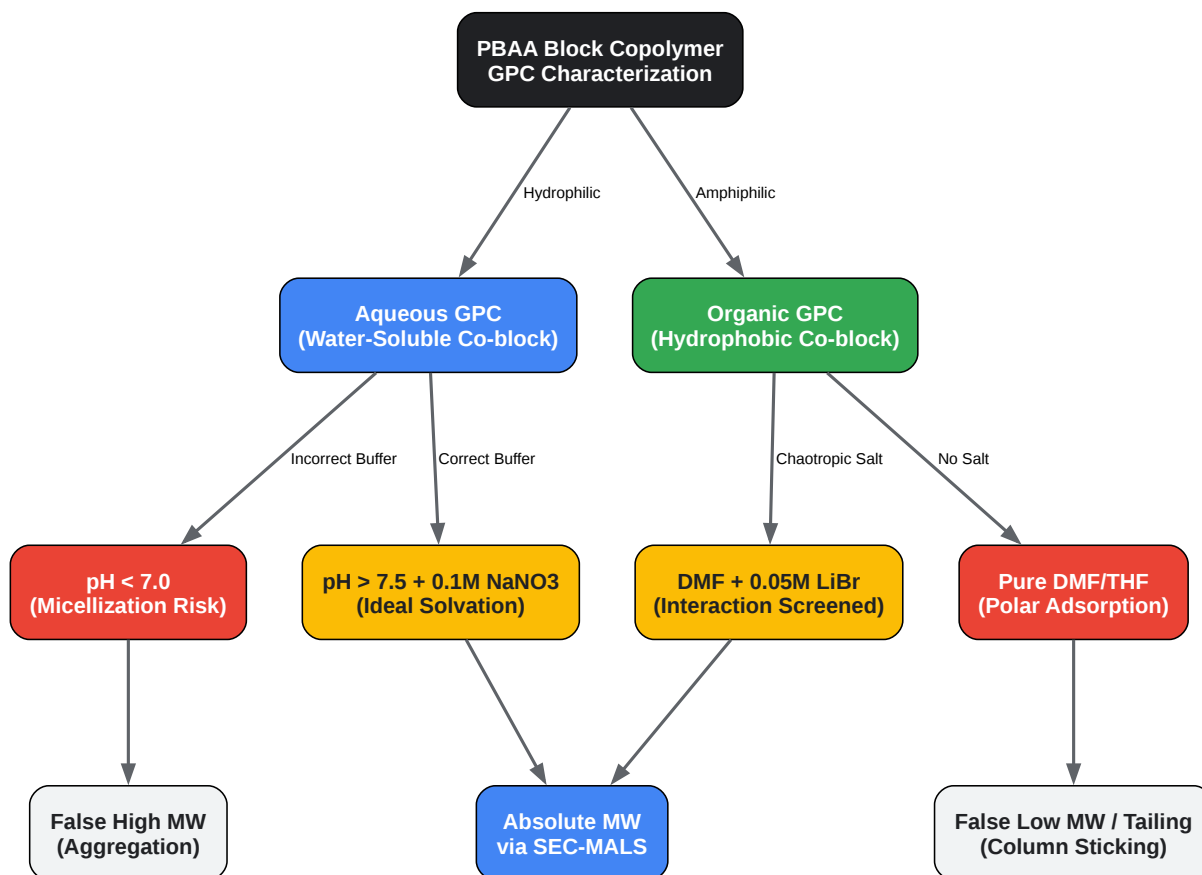 PBAA Block Copolymer
GPC Characterization
Hydrophilic
Amphiphilic
Aqueous GPC
(Water-Soluble Co-block)
Organic GPC
(Hydrophobic Co-block)
Incorrect Buffer
Correct Buffer
Chaotropic Salt
No Salt
pH < 7.0
(Micellization Risk)
pH > 7.5 + 0.1M NaNO3
(Ideal Solvation)
DMF + 0.05M LiBr
(Interaction Screened)
Pure DMF/THF
(Polar Adsorption)
False High MW
(Aggregation)
Absolute MW
via SEC-MALS
False Low MW / Tailing
(Column Sticking)